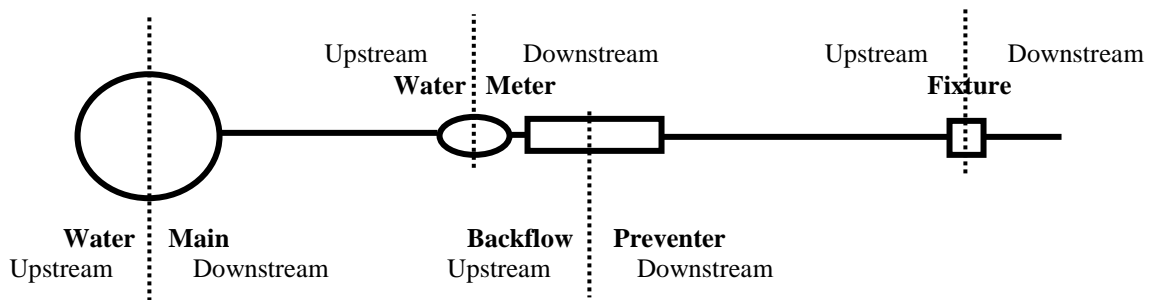 Upstream Downstream Upstream Downstream
Water Meter Fixture
Water Main Backflow Preventer
Upstream Downstream Upstream Downstream